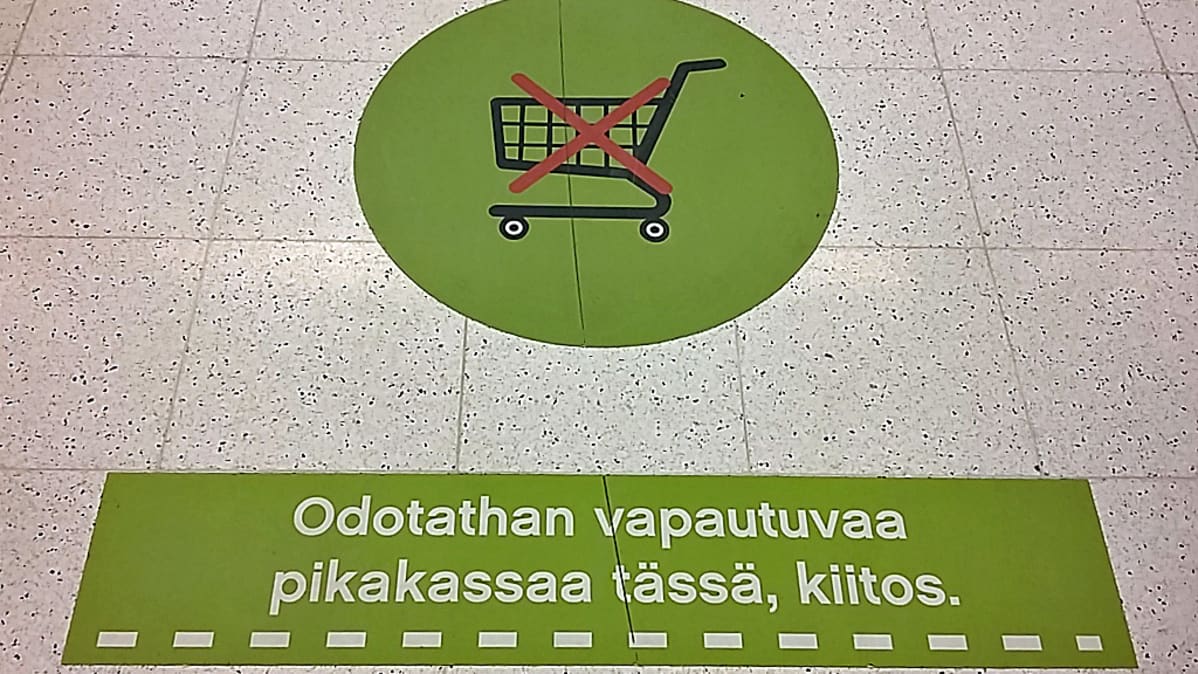 Odotathan vapautuvaa
pikakassaa tässä, kiitos.